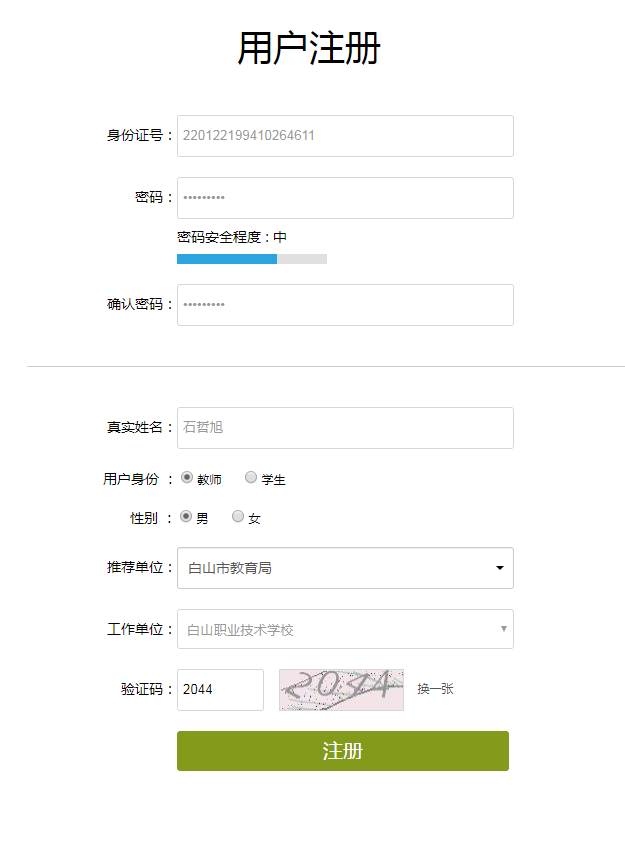 用户注册
身份证号： 220122199410264611
密码： •••••••••
密码安全程度：中
确认密码： •••••••••
真实姓名： 石哲旭
用户身份 ： 教师 学生
性别 ： 男 女
推荐单位： 白山市教育局
工作单位： 白山职业技术学校
验证码： 2044 2044 换一张
注册